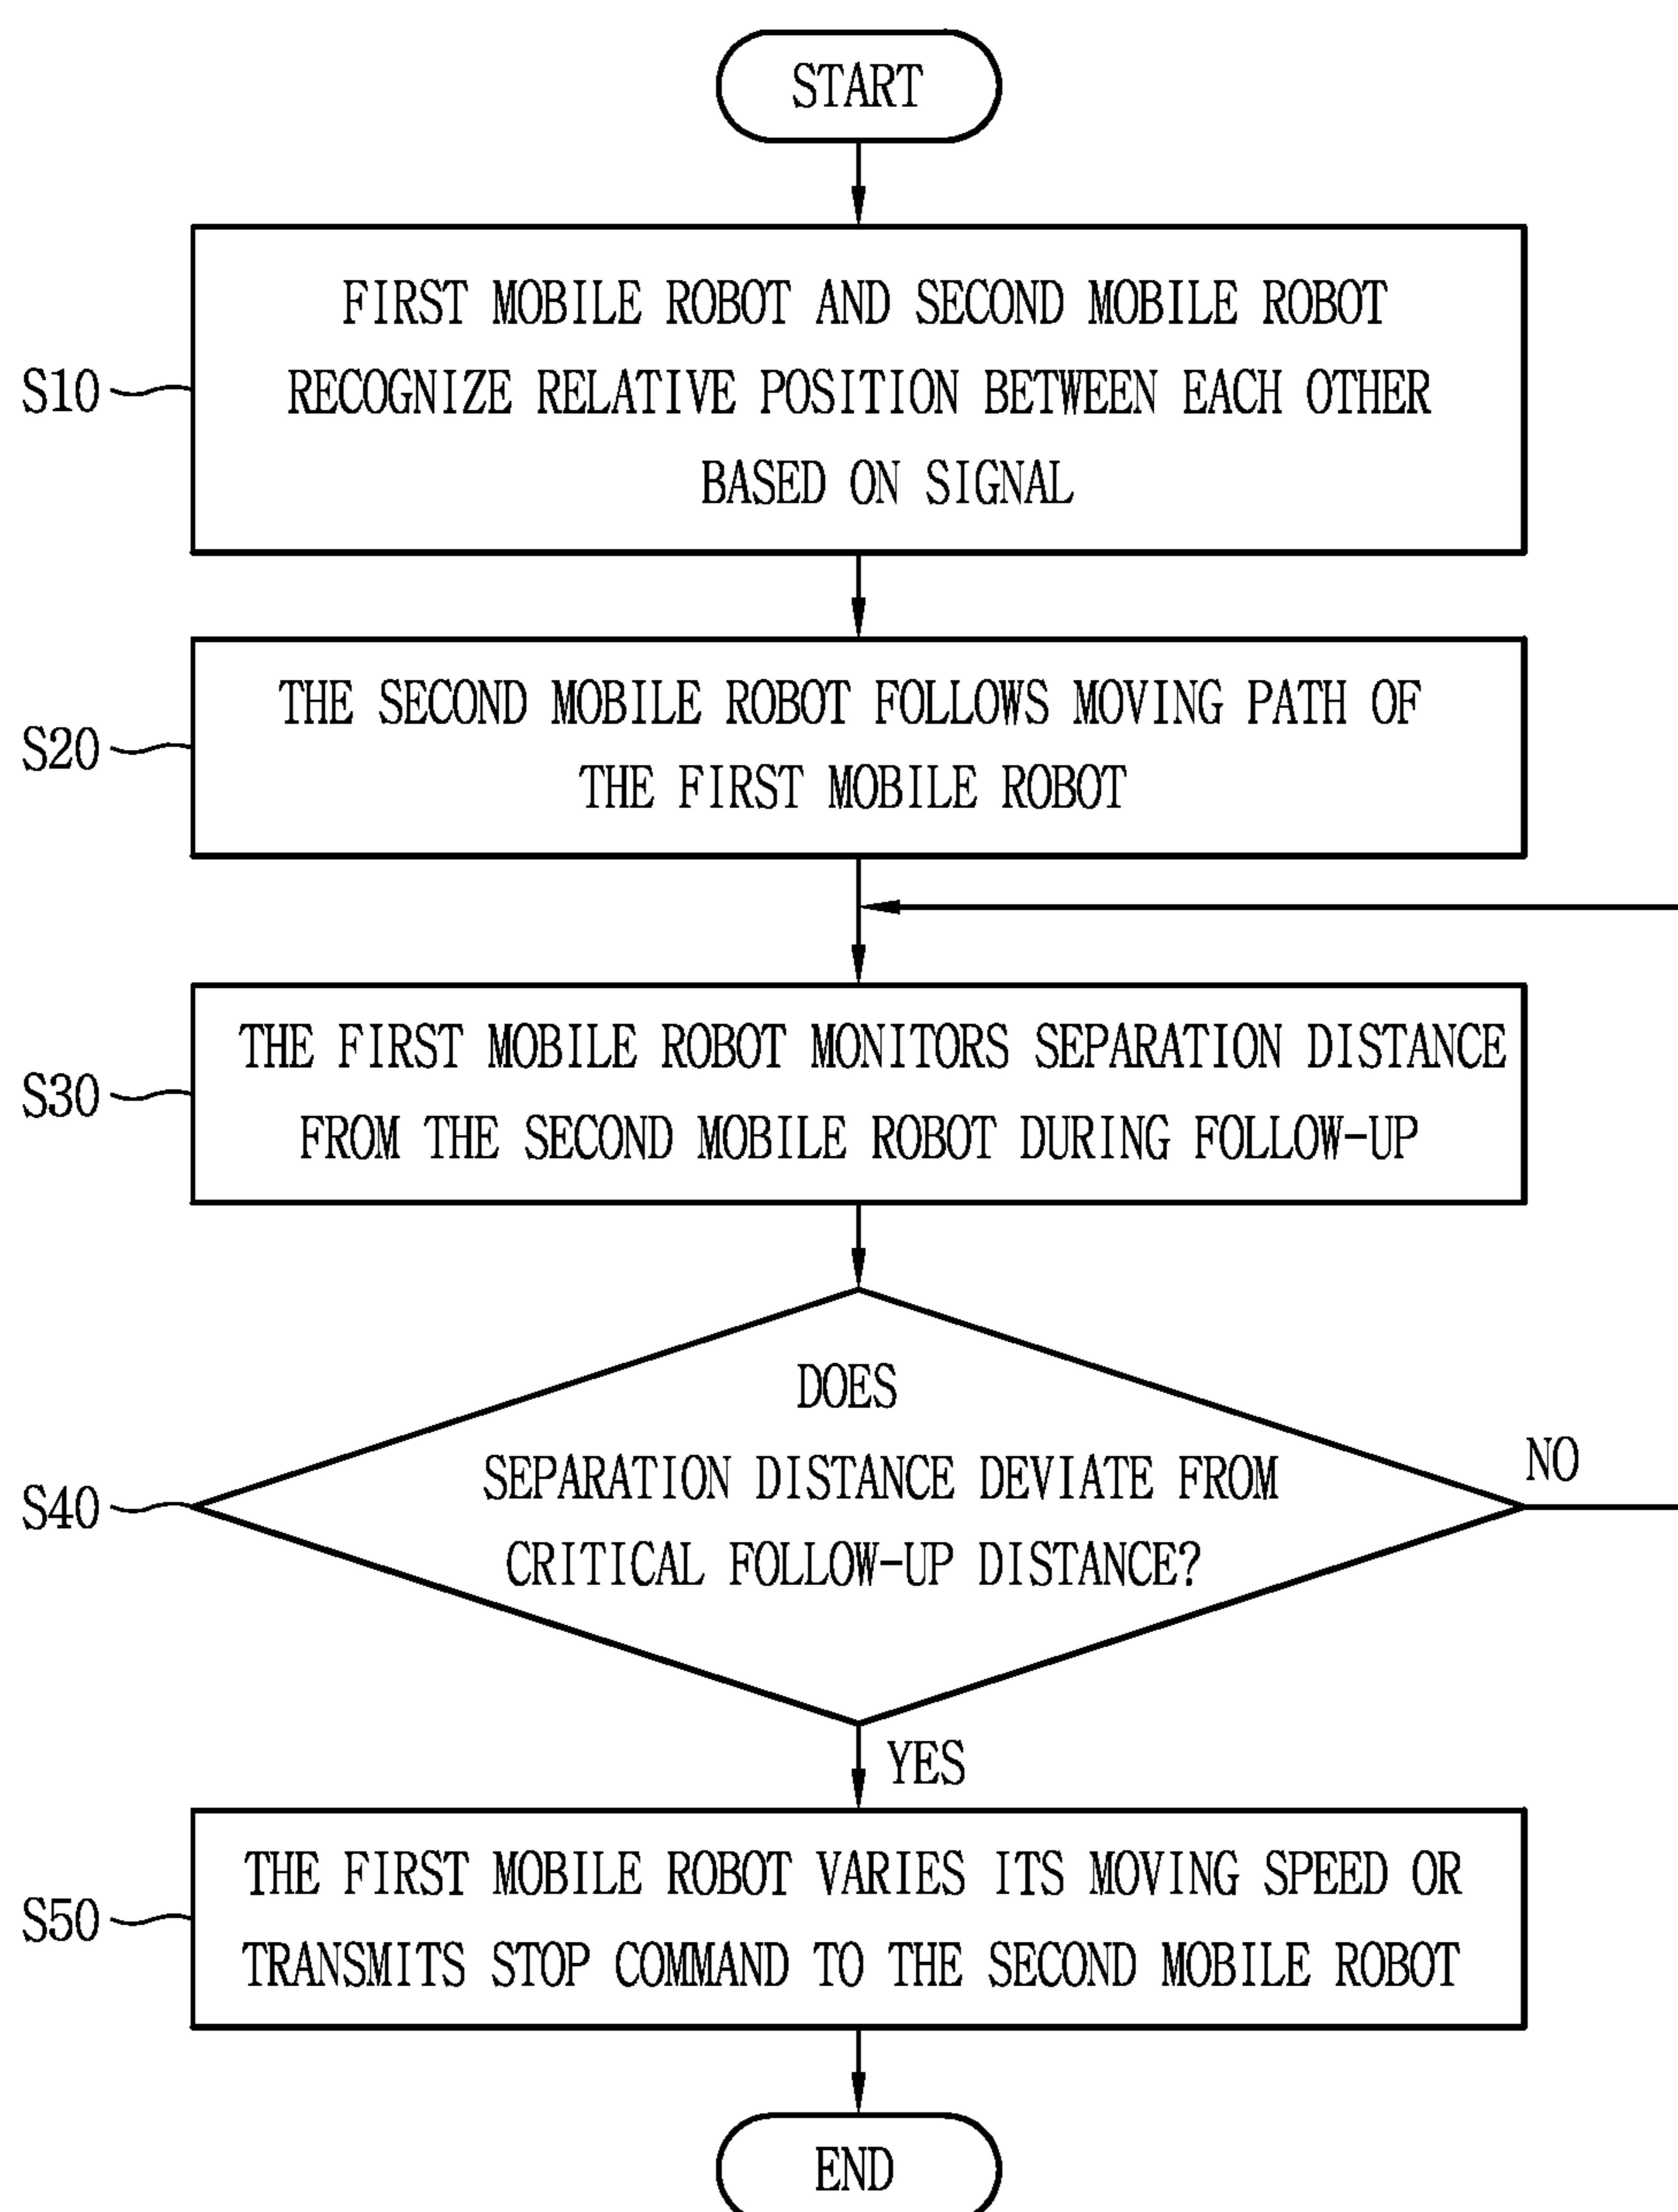 START
FIRST MOBILE ROBOT AND SECOND MOBILE ROBOT
RECOGNIZE RELATIVE POSITION BETWEEN EACH OTHER
BASED ON SIGNAL
S10
THE SECOND MOBILE ROBOT FOLLOWS MOVING PATH OF
THE FIRST MOBILE ROBOT
S20
THE FIRST MOBILE ROBOT MONITORS SEPARATION DISTANCE
FROM THE SECOND MOBILE ROBOT DURING FOLLOW-UP
S30
DOES
SEPARATION DISTANCE DEVIATE FROM
CRITICAL FOLLOW-UP DISTANCE?
S40
NO
YES
THE FIRST MOBILE ROBOT VARIES ITS MOVING SPEED OR
TRANSMITS STOP COMMAND TO THE SECOND MOBILE ROBOT
S50
END